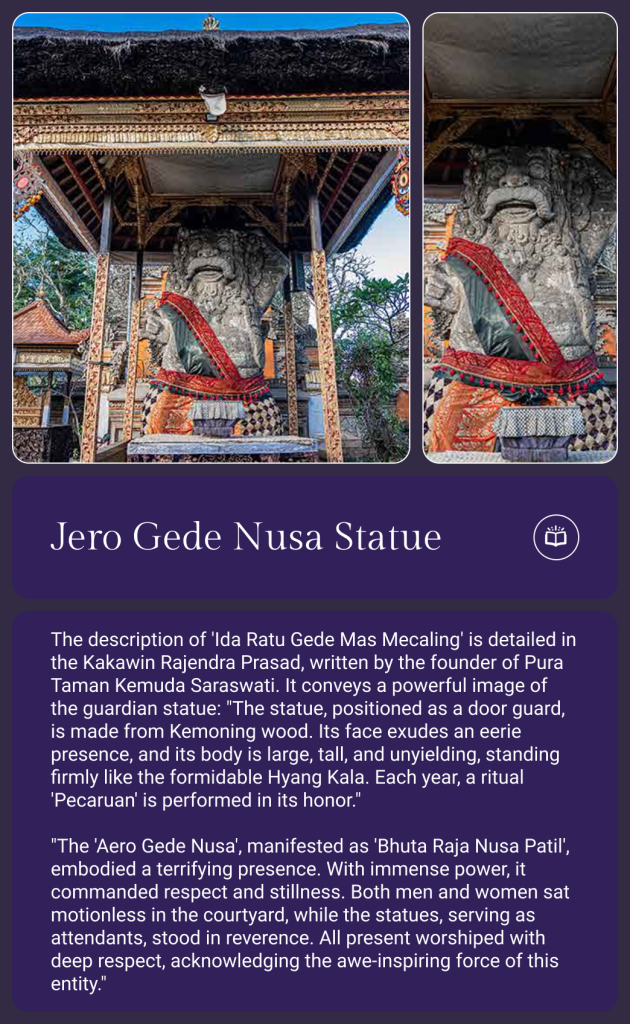 Jero Gede Nusa Statue
The description of 'Ida Ratu Gede Mas Mecaling' is detailed in
the Kakawin Rajendra Prasad, written by the founder of Pura
Taman Kemuda Saraswati. It conveys a powerful image of
the guardian statue: "The statue, positioned as a door guard,
is made from Kemoning wood. Its face exudes an eerie
presence, and its body is large, tall, and unyielding, standing
firmly like the formidable Hyang Kala. Each year, a ritual
'Pecaruan' is performed in its honor."
"The 'Aero Gede Nusa', manifested as 'Bhuta Raja Nusa Patil',
embodied a terrifying presence. With immense power, it
commanded respect and stillness. Both men and women sat
motionless in the courtyard, while the statues, serving as
attendants, stood in reverence. All present worshiped with
deep respect, acknowledging the awe-inspiring force of this
entity."